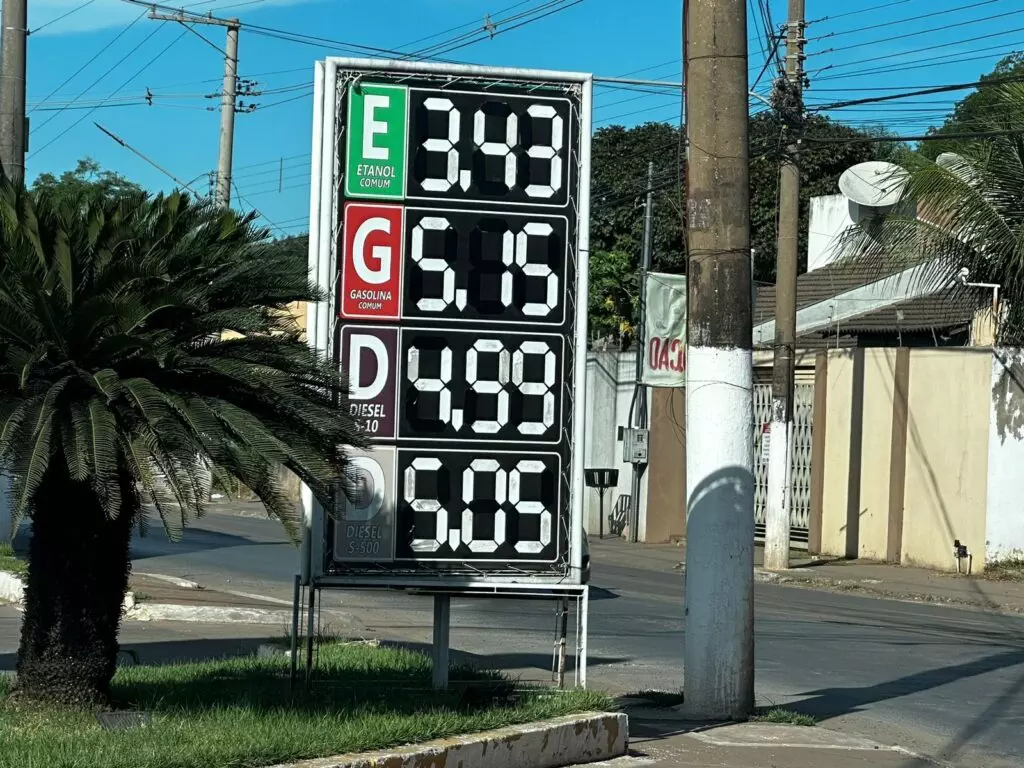 E
ETANOL
COMUM
3,43
G
GASOLINA
COMUM
5,15
D
DIESEL
S-10
4,99
D
DIESEL
S-500
5,05